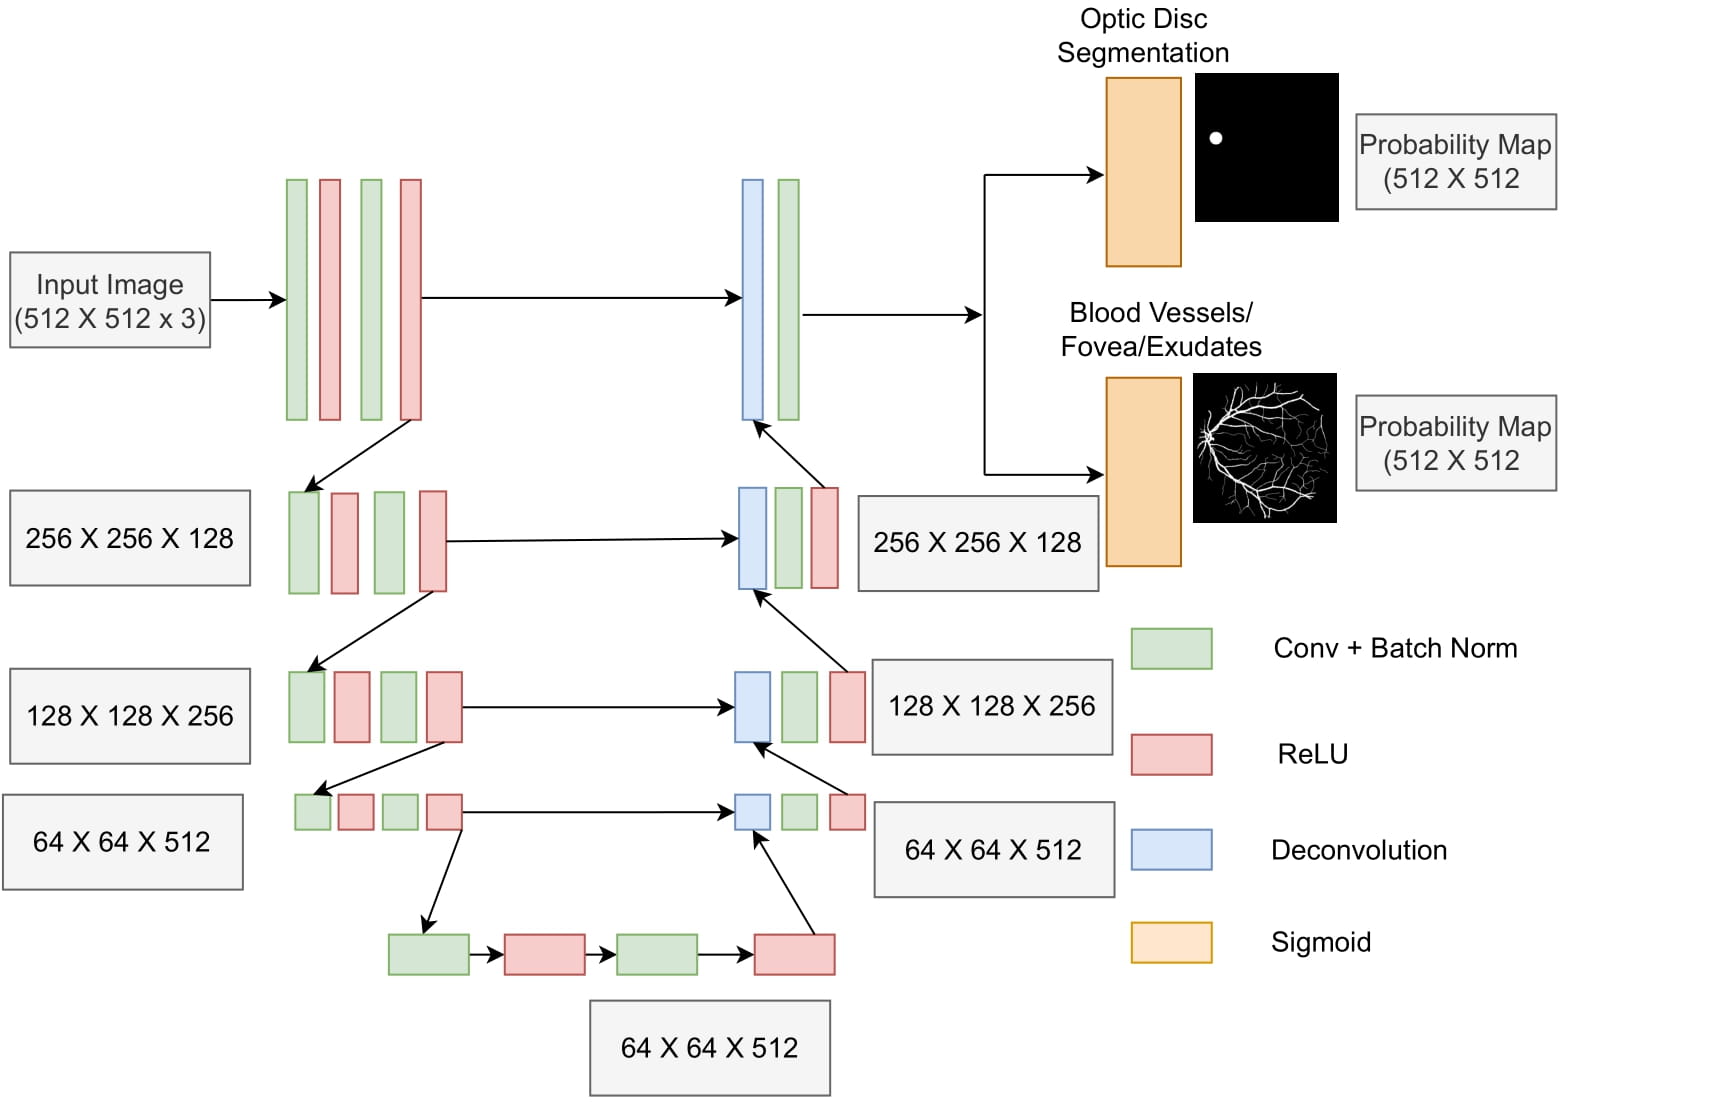 Optic Disc
Segmentation
Probability Map
(512 X 512
Input Image
(512 X 512 x 3)
Blood Vessels/
Fovea/Exudates
Probability Map
(512 X 512
256 X 256 X 128
256 X 256 X 128
128 X 128 X 256
128 X 128 X 256
64 X 64 X 512
64 X 64 X 512
64 X 64 X 512
Conv + Batch Norm
ReLU
Deconvolution
Sigmoid